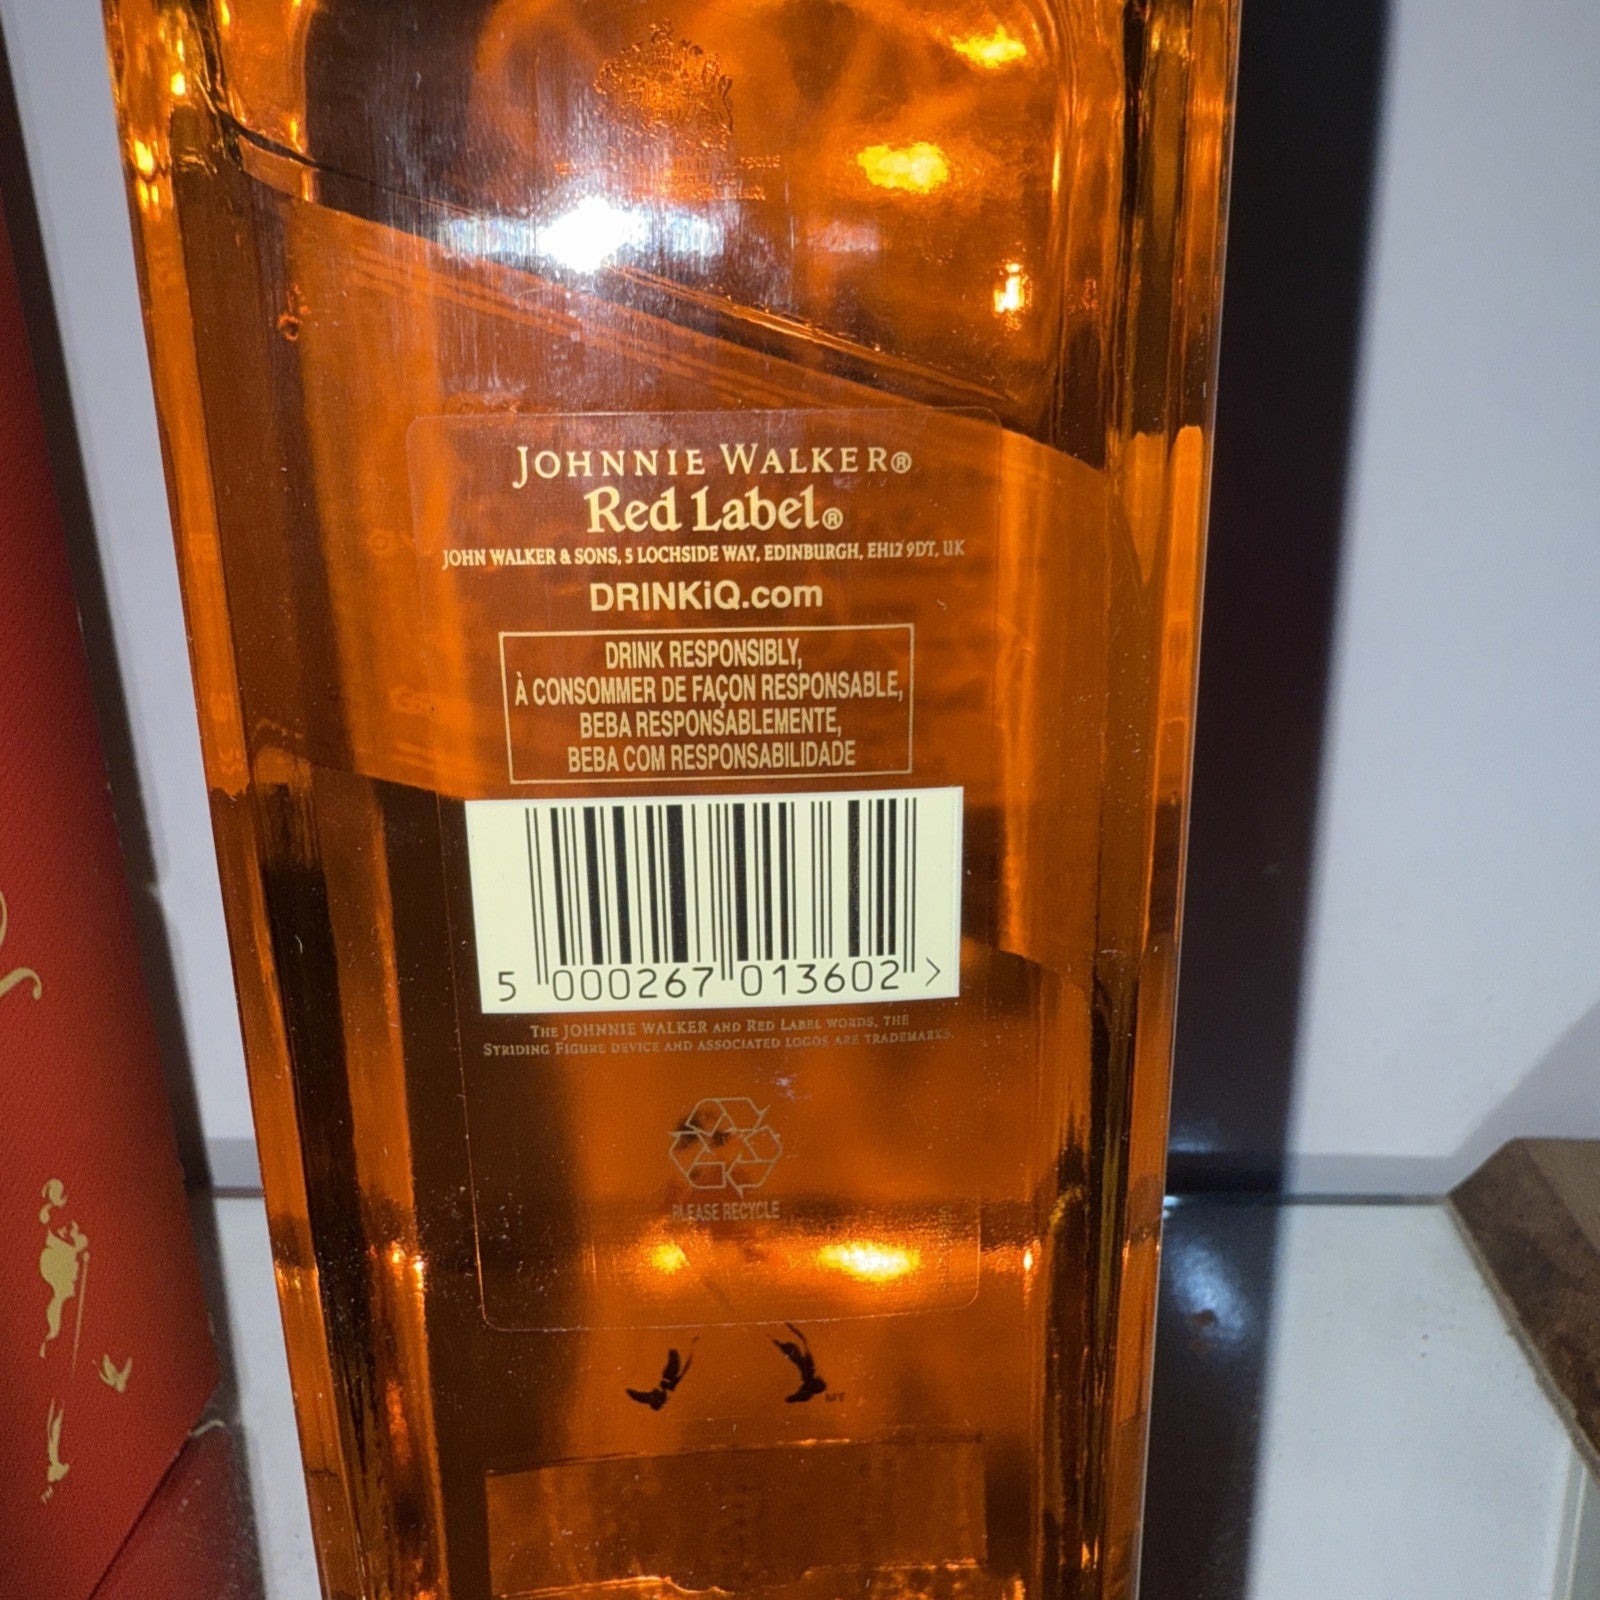 JOHNNIE WALKER®
Red Label®
JOHN WALKER & SONS, 5 LOCHSIDE WAY, EDINBURGH, EH12 9DT, UK
DRINKiQ.com
DRINK RESPONSIBLY,
À CONSOMMER DE FAÇON RESPONSABLE,
BEBA RESPONSABLEMENTE,
BEBA COM RESPONSABILIDADE
5 000267 013602 >
THE JOHNNIE WALKER AND RED LABEL WORDS, THE
STRIDING FIGURE DEVICE AND ASSOCIATED LOGOS ARE TRADEMARKS.
PLEASE RECYCLE